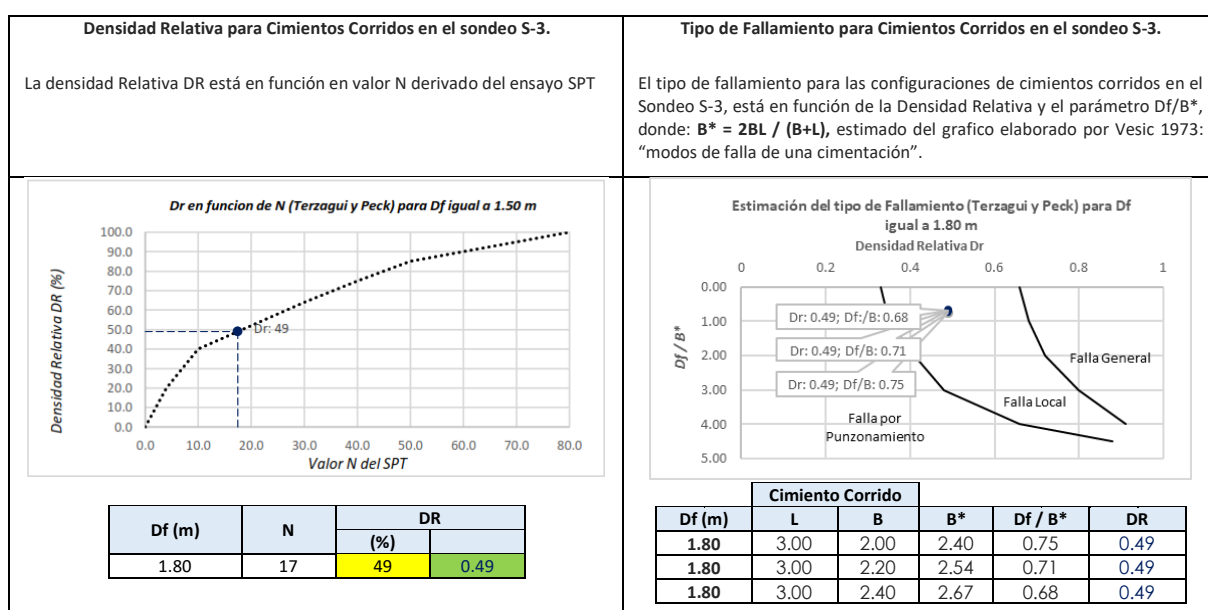 Densidad Relativa para Cimientos Corridos en el sondeo S-3.
La densidad Relativa DR está en función en valor N derivado del ensayo SPT
Dr en funcion de N (Terzagui y Peck) para Df igual a 1.50 m
Densidad Relativa DR (%)
100.0
90.0
80.0
70.0
60.0
50.0
40.0
30.0
20.0
10.0
0.0
Dr: 49
0.0 10.0 20.0 30.0 40.0 50.0 60.0 70.0 80.0
Valor N del SPT
Df (m) N DR
(%)
1.80 17 49 0.49
Tipo de Fallamiento para Cimientos Corridos en el sondeo S-3.
El tipo de fallamiento para las configuraciones de cimientos corridos en el
Sondeo S-3, está en función de la Densidad Relativa y el parámetro Df/B*,
donde: B* = 2BL / (B+L), estimado del grafico elaborado por Vesic 1973:
“modos de falla de una cimentación”.
Estimación del tipo de Fallamiento (Terzagui y Peck) para Df
igual a 1.80 m
Densidad Relativa Dr
0 0.2 0.4 0.6 0.8 1
Df / B*
0.00
1.00
2.00
3.00
4.00
5.00
Dr: 0.49; Df:/B: 0.68
Dr: 0.49; Df/B: 0.71
Dr: 0.49; Df/B: 0.75
Falla General
Falla Local
Falla por
Punzonamiento
Cimiento Corrido
Df (m) L B B* Df / B* DR
1.80 3.00 2.00 2.40 0.75 0.49
1.80 3.00 2.20 2.54 0.71 0.49
1.80 3.00 2.40 2.67 0.68 0.49